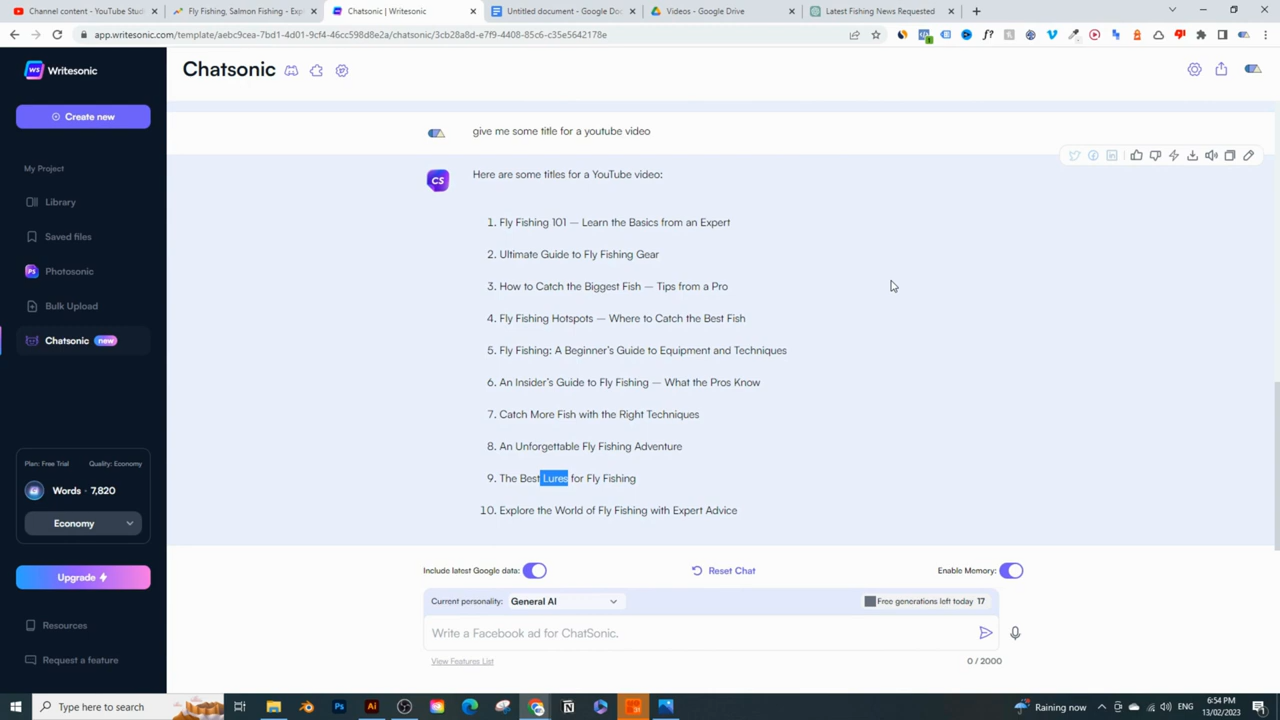 Channel content - YouTube Studi
Fly Fishing, Salmon Fishing - Exp
Chatsonic | Writesonic
Untitled document - Google Doc
Videos - Google Drive
Latest Fishing News Requested
app.writesonic.com/template/aebc9cea-7bd1-4d01-9cf4-46cc598d8e2a/chatsonic/3cb28a8d-e7f9-4408-85c6-c35e5642178e
WS Writesonic
Chatsonic
Create new
My Project
Library
Saved files
PS Photosonic
Bulk Upload
Chatsonic new
Plan: Free Trial Quality: Economy
Words · 7,820
Economy
Upgrade
Resources
Request a feature
give me some title for a youtube video
CS Here are some titles for a YouTube video:
1. Fly Fishing 101 — Learn the Basics from an Expert
2. Ultimate Guide to Fly Fishing Gear
3. How to Catch the Biggest Fish — Tips from a Pro
4. Fly Fishing Hotspots — Where to Catch the Best Fish
5. Fly Fishing: A Beginner's Guide to Equipment and Techniques
6. An Insider's Guide to Fly Fishing — What the Pros Know
7. Catch More Fish with the Right Techniques
8. An Unforgettable Fly Fishing Adventure
9. The Best Lures for Fly Fishing
10. Explore the World of Fly Fishing with Expert Advice
Include latest Google data:
Reset Chat
Enable Memory:
Current personality: General AI
Free generations left today 17
Write a Facebook ad for ChatSonic.
View Features List
0 / 2000
Type here to search
Raining now
ENG
6:54 PM
13/02/2023